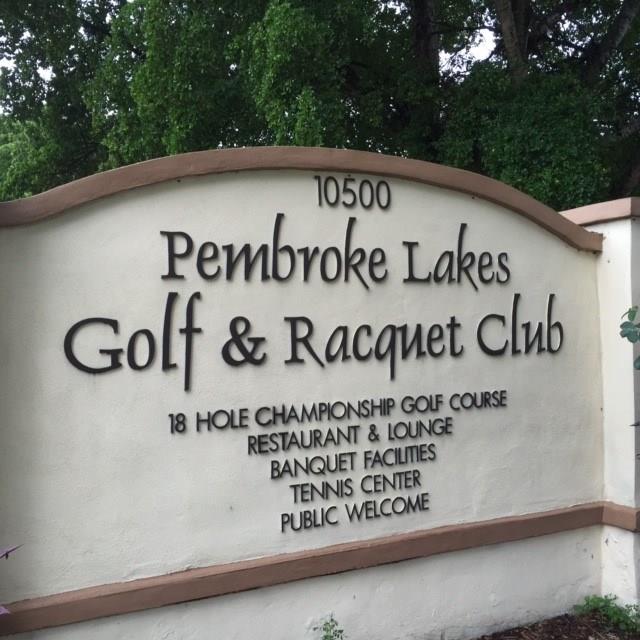 10500
Pembroke Lakes
Golf & Racquet Club
18 HOLE CHAMPIONSHIP GOLF COURSE
RESTAURANT & LOUNGE
BANQUET FACILITIES
TENNIS CENTER
PUBLIC WELCOME